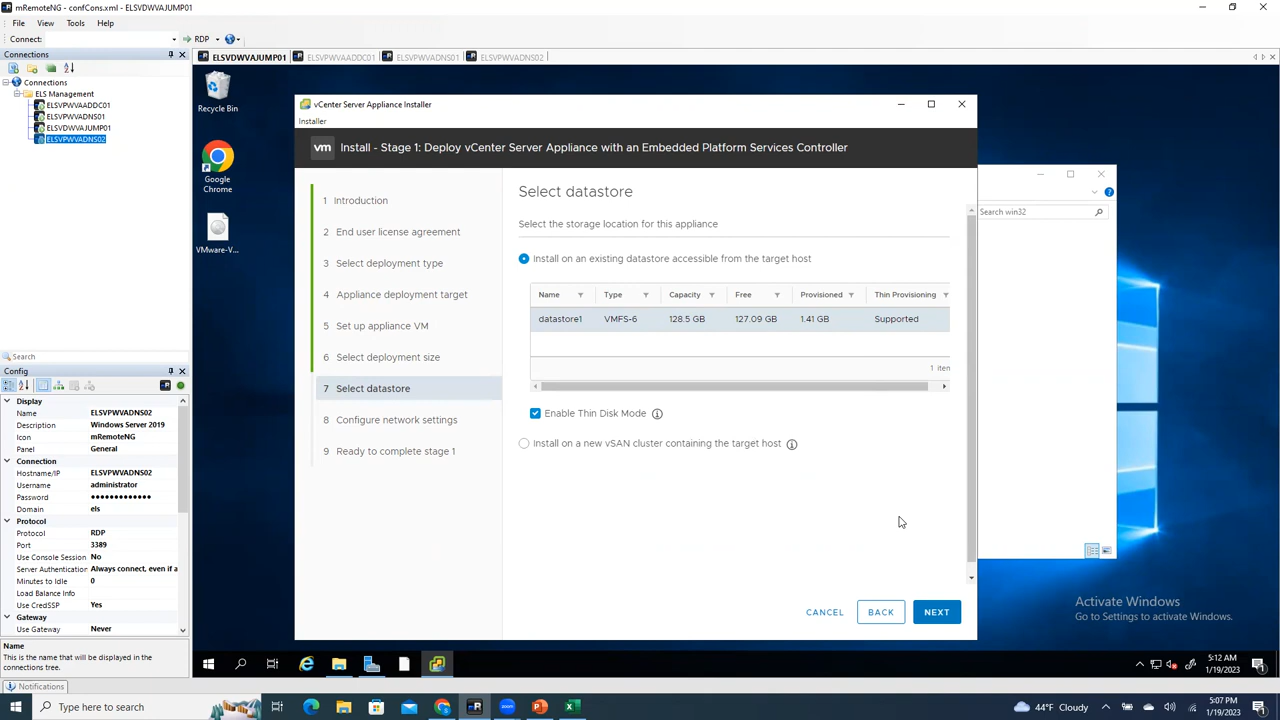 mRemoteNG - confCons.xml - ELSVDWVAJUMP01
File View Tools Help
Connect: RDP
Connections
Connections
ELS Management
ELSVPWVAADDC01
ELSVPWVADNS01
ELSVDWVAJUMP01
ELSVPWVADNS02
Search
Config
Display
Name ELSVPWVADNS02
Description Windows Server 2019
Icon mRemoteNG
Panel General
Connection
Hostname/IP ELSVPWVADNS02
Username administrator
Password ••••••••••••
Domain els
Protocol
Protocol RDP
Port 3389
Use Console Session No
Server Authentication Always connect, even if a
Minutes to Idle 0
Load Balance Info
Use CredSSP Yes
Gateway
Use Gateway Never
Name
This is the name that will be displayed in the
connections tree.
Notifications
ELSVDWVAJUMP01 ELSVPWVAADDC01 ELSVPWVADNS01 ELSVPWVADNS02
Recycle Bin
Google
Chrome
VMware-V...
vCenter Server Appliance Installer
Installer
vm Install - Stage 1: Deploy vCenter Server Appliance with an Embedded Platform Services Controller
1 Introduction
2 End user license agreement
3 Select deployment type
4 Appliance deployment target
5 Set up appliance VM
6 Select deployment size
7 Select datastore
8 Configure network settings
9 Ready to complete stage 1
Select datastore
Select the storage location for this appliance
Install on an existing datastore accessible from the target host
Name Type Capacity Free Provisioned Thin Provisioning
datastore1 VMFS-6 128.5 GB 127.09 GB 1.41 GB Supported
1 iten
Enable Thin Disk Mode
Install on a new vSAN cluster containing the target host
CANCEL BACK NEXT
Search win32
Activate Windows
Go to Settings to activate Windows.
5:12 AM
1/19/2023
Type here to search
44°F Cloudy
5:07 PM
1/19/2023